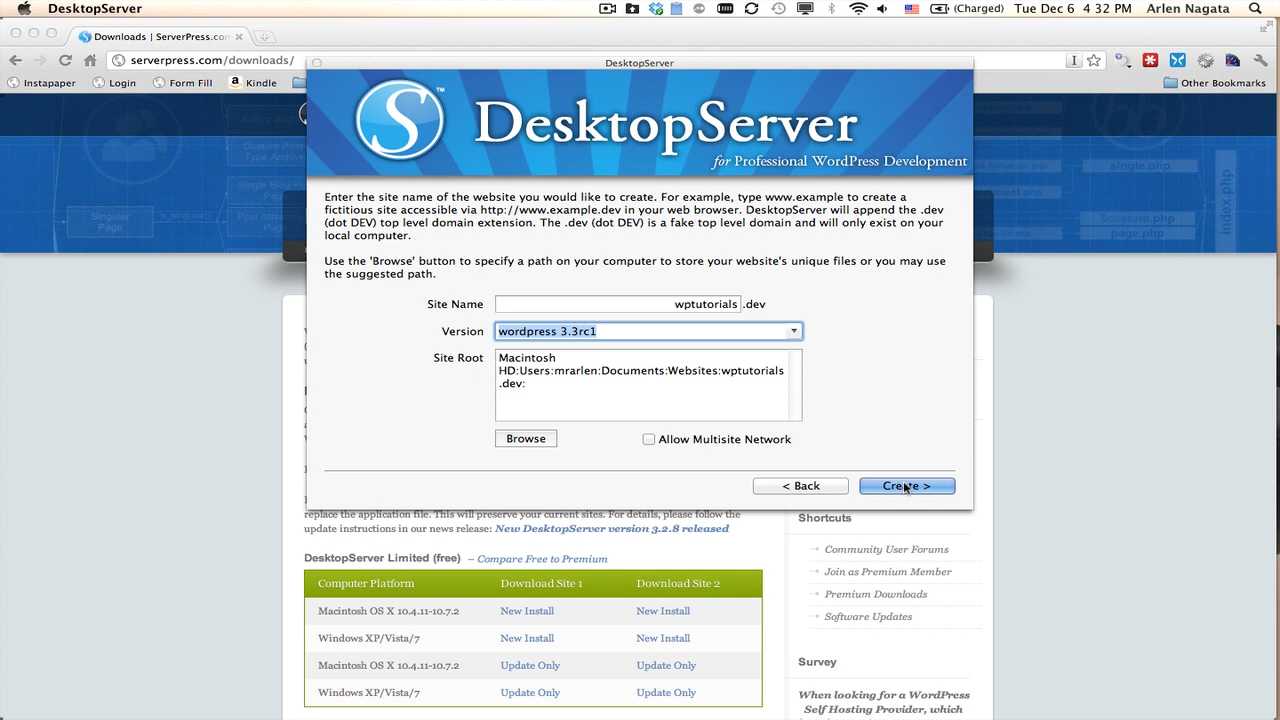 DesktopServer (Charged) Tue Dec 6 4:32 PM Arlen Nagata
Downloads | ServerPress.com
serverpress.com/downloads/
Instapaper Login Form Fill Kindle Other Bookmarks
DesktopServer
DesktopServer™
for Professional WordPress Development
Singular
Page
is_singular()
single.php
page.php
index.php
Enter the site name of the website you would like to create. For example, type www.example to create a
fictitious site accessible via http://www.example.dev in your web browser. DesktopServer will append the .dev
(dot DEV) top level domain extension. The .dev (dot DEV) is a fake top level domain and will only exist on your
local computer.
Use the 'Browse' button to specify a path on your computer to store your website's unique files or you may use
the suggested path.
Site Name wptutorials .dev
Version wordpress 3.3rc1
Site Root Macintosh
HD:Users:mrarlen:Documents:Websites:wptutorials
.dev:
Browse Allow Multisite Network
< Back Create >
replace the application file. This will preserve your current sites. For details, please follow the
update instructions in our news release: New DesktopServer version 3.2.8 released
DesktopServer Limited (free) – Compare Free to Premium
Computer Platform Download Site 1 Download Site 2
Macintosh OS X 10.4.11-10.7.2 New Install New Install
Windows XP/Vista/7 New Install New Install
Macintosh OS X 10.4.11-10.7.2 Update Only Update Only
Windows XP/Vista/7 Update Only Update Only
Shortcuts
Community User Forums
Join as Premium Member
Premium Downloads
Software Updates
Survey
When looking for a WordPress
Self Hosting Provider, which